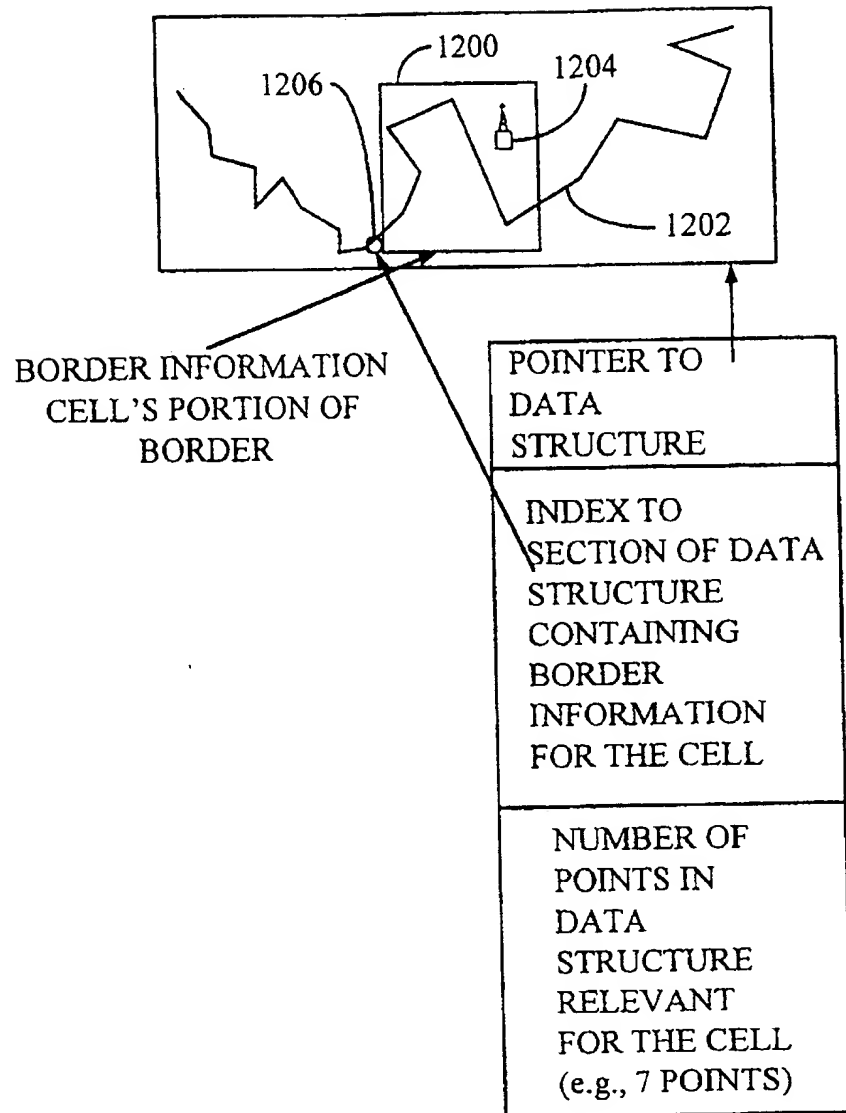 1200
1206
1204
1202
BORDER INFORMATION
CELL'S PORTION OF
BORDER
POINTER TO
DATA
STRUCTURE
INDEX TO
SECTION OF DATA
STRUCTURE
CONTAINING
BORDER
INFORMATION
FOR THE CELL
NUMBER OF
POINTS IN
DATA
STRUCTURE
RELEVANT
FOR THE CELL
(e.g., 7 POINTS)